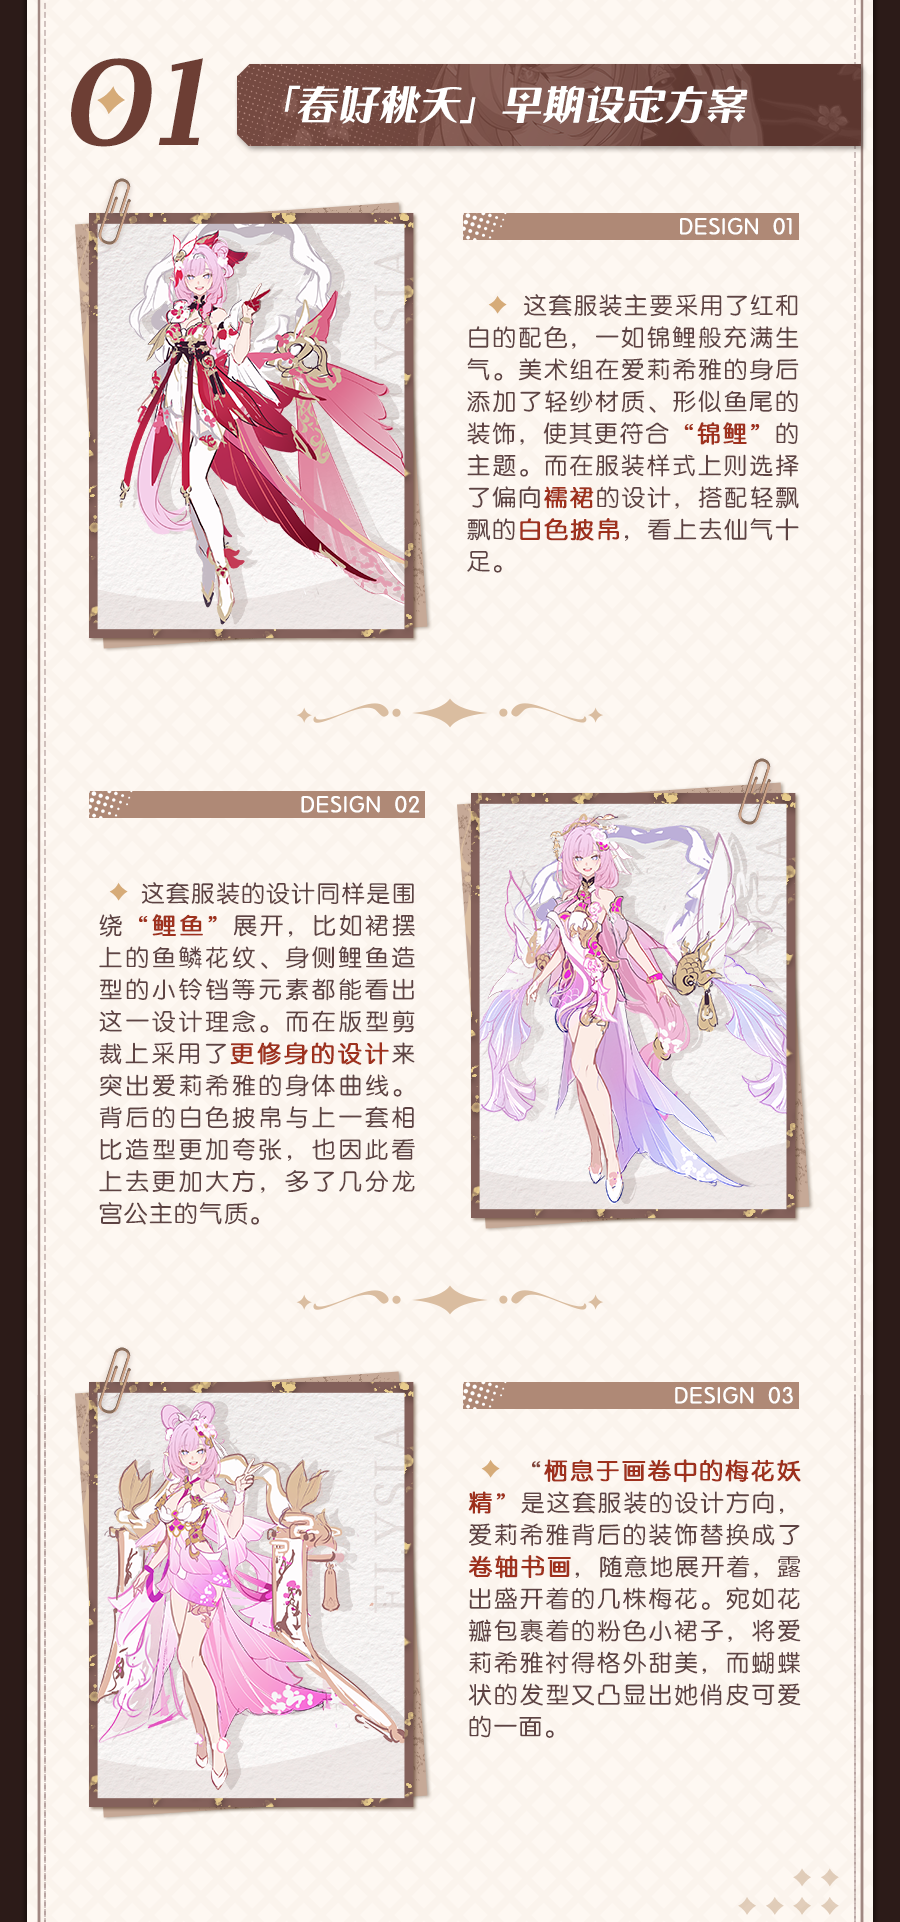 01
「春好桃夭」早期设定方案
DESIGN 01
这套服装主要采用了红和
白的配色，一如锦鲤般充满生
气。美术组在爱莉希雅的身后
添加了轻纱材质、形似鱼尾的
装饰，使其更符合“锦鲤”的
主题。而在服装样式上则选择
了偏向襦裙的设计，搭配轻飘
飘的白色披帛，看上去仙气十
足。
DESIGN 02
这套服装的设计同样是围
绕“鲤鱼”展开，比如裙摆
上的鱼鳞花纹、身侧鲤鱼造
型的小铃铛等元素都能看出
这一设计理念。而在版型剪
裁上采用了更修身的设计来
突出爱莉希雅的身体曲线。
背后的白色披帛与上一套相
比造型更加夸张，也因此看
上去更加大方，多了几分龙
宫公主的气质。
DESIGN 03
“栖息于画卷中的梅花妖
精”是这套服装的设计方向，
爱莉希雅背后的装饰替换成了
卷轴书画，随意地展开着，露
出盛开着的几株梅花。宛如花
瓣包裹着的粉色小裙子，将爱
莉希雅衬得格外甜美，而蝴蝶
状的发型又凸显出她俏皮可爱
的一面。